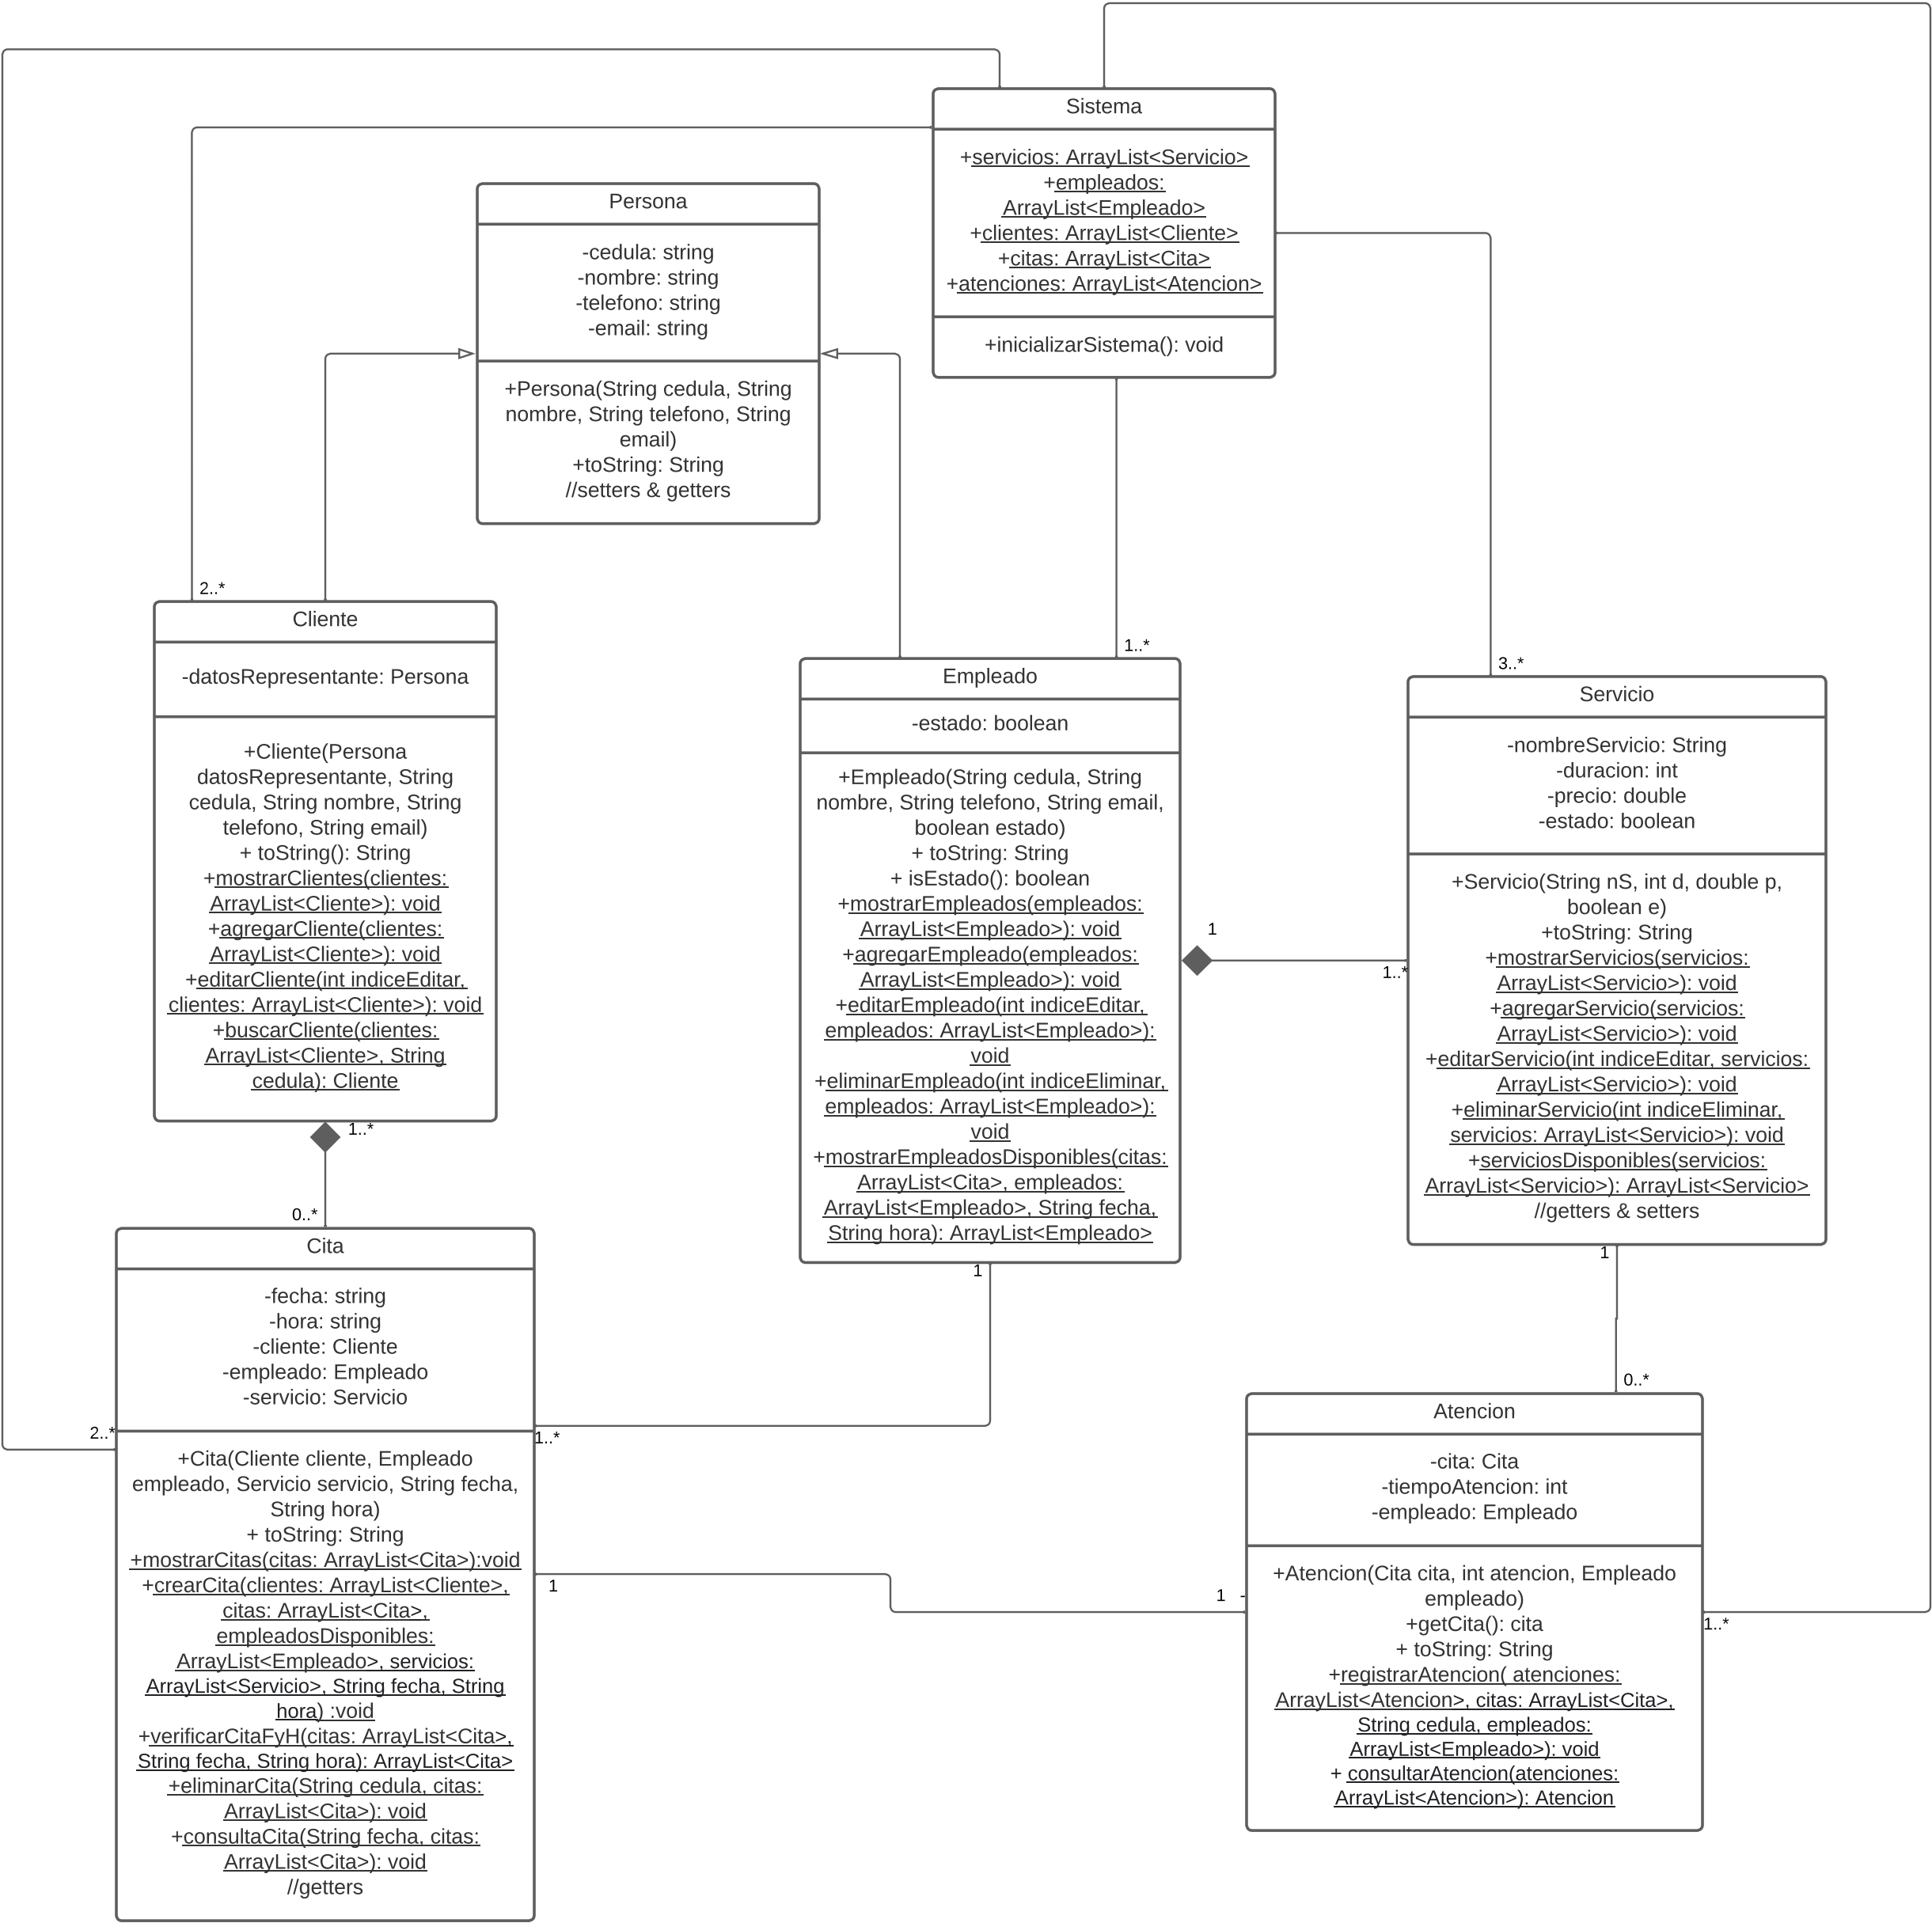 Sistema
+servicios: ArrayList<Servicio>
+empleados:
ArrayList<Empleado>
+clientes: ArrayList<Cliente>
+citas: ArrayList<Cita>
+atenciones: ArrayList<Atencion>
+inicializarSistema(): void
Persona
-cedula: string
-nombre: string
-telefono: string
-email: string
+Persona(String cedula, String
nombre, String telefono, String
email)
+toString: String
//setters & getters
2..*
1..*
3..*
Cliente
-datosRepresentante: Persona
+Cliente(Persona
datosRepresentante, String
cedula, String nombre, String
telefono, String email)
+ toString(): String
+mostrarClientes(clientes:
ArrayList<Cliente>): void
+agregarCliente(clientes:
ArrayList<Cliente>): void
+editarCliente(int indiceEditar,
clientes: ArrayList<Cliente>): void
+buscarCliente(clientes:
ArrayList<Cliente>, String
cedula): Cliente
1..*
0..*
Empleado
-estado: boolean
+Empleado(String cedula, String
nombre, String telefono, String email,
boolean estado)
+ toString: String
+ isEstado(): boolean
+mostrarEmpleados(empleados:
ArrayList<Empleado>): void
+agregarEmpleado(empleados:
ArrayList<Empleado>): void
+editarEmpleado(int indiceEditar,
empleados: ArrayList<Empleado>):
void
+eliminarEmpleado(int indiceEliminar,
empleados: ArrayList<Empleado>):
void
+mostrarEmpleadosDisponibles(citas:
ArrayList<Cita>, empleados:
ArrayList<Empleado>, String fecha,
String hora): ArrayList<Empleado>
1
1..*
1
Servicio
-nombreServicio: String
-duracion: int
-precio: double
-estado: boolean
+Servicio(String nS, int d, double p,
boolean e)
+toString: String
+mostrarServicios(servicios:
ArrayList<Servicio>): void
+agregarServicio(servicios:
ArrayList<Servicio>): void
+editarServicio(int indiceEditar, servicios:
ArrayList<Servicio>): void
+eliminarServicio(int indiceEliminar,
servicios: ArrayList<Servicio>): void
+serviciosDisponibles(servicios:
ArrayList<Servicio>): ArrayList<Servicio>
//getters & setters
1
0..*
Cita
-fecha: string
-hora: string
-cliente: Cliente
-empleado: Empleado
-servicio: Servicio
2..*
1..*
+Cita(Cliente cliente, Empleado
empleado, Servicio servicio, String fecha,
String hora)
+ toString: String
+mostrarCitas(citas: ArrayList<Cita>):void
+crearCita(clientes: ArrayList<Cliente>,
citas: ArrayList<Cita>,
empleadosDisponibles:
ArrayList<Empleado>, servicios:
ArrayList<Servicio>, String fecha, String
hora) :void
+verificarCitaFyH(citas: ArrayList<Cita>,
String fecha, String hora): ArrayList<Cita>
+eliminarCita(String cedula, citas:
ArrayList<Cita>): void
+consultaCita(String fecha, citas:
ArrayList<Cita>): void
//getters
1
1 -
Atencion
-cita: Cita
-tiempoAtencion: int
-empleado: Empleado
+Atencion(Cita cita, int atencion, Empleado
empleado)
+getCita(): cita
+ toString: String
+registrarAtencion( atenciones:
ArrayList<Atencion>, citas: ArrayList<Cita>,
String cedula, empleados:
ArrayList<Empleado>): void
+ consultarAtencion(atenciones:
ArrayList<Atencion>): Atencion
1..*